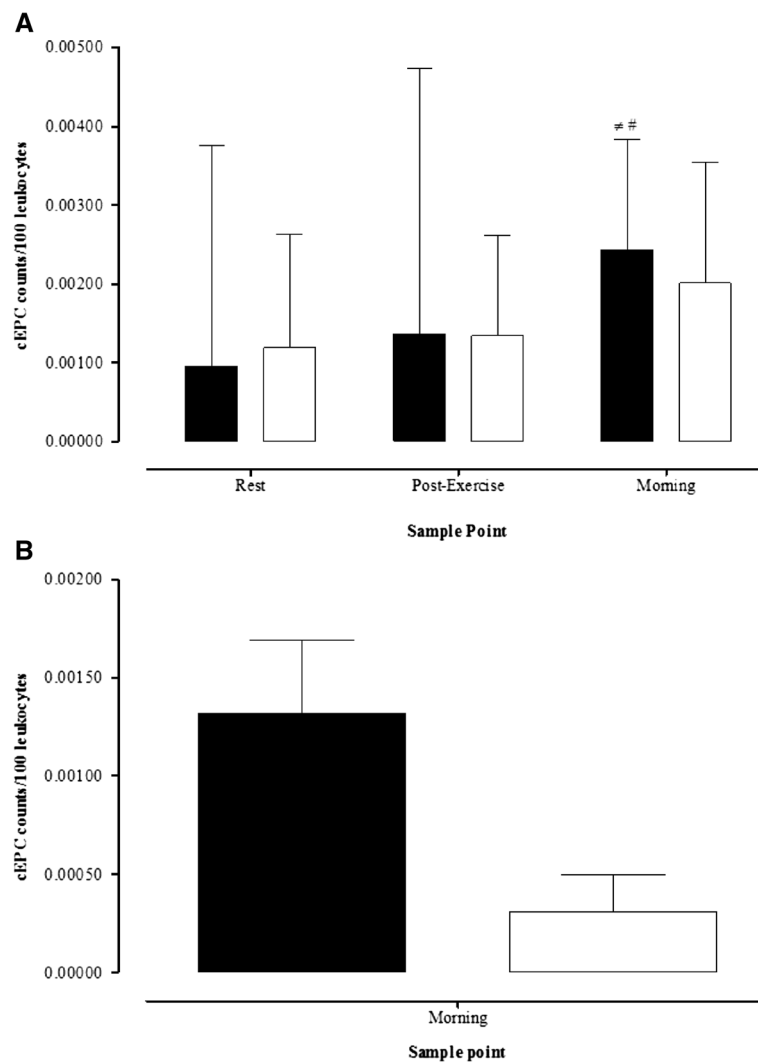 A
0.00500
0.00400
0.00300
0.00200
0.00100
0.00000
cEPC counts/100 leukocytes
≠ #
Rest Post-Exercise Morning
Sample Point
B
0.00200
0.00150
0.00100
0.00050
0.00000
cEPC counts/100 leukocytes
Morning
Sample point